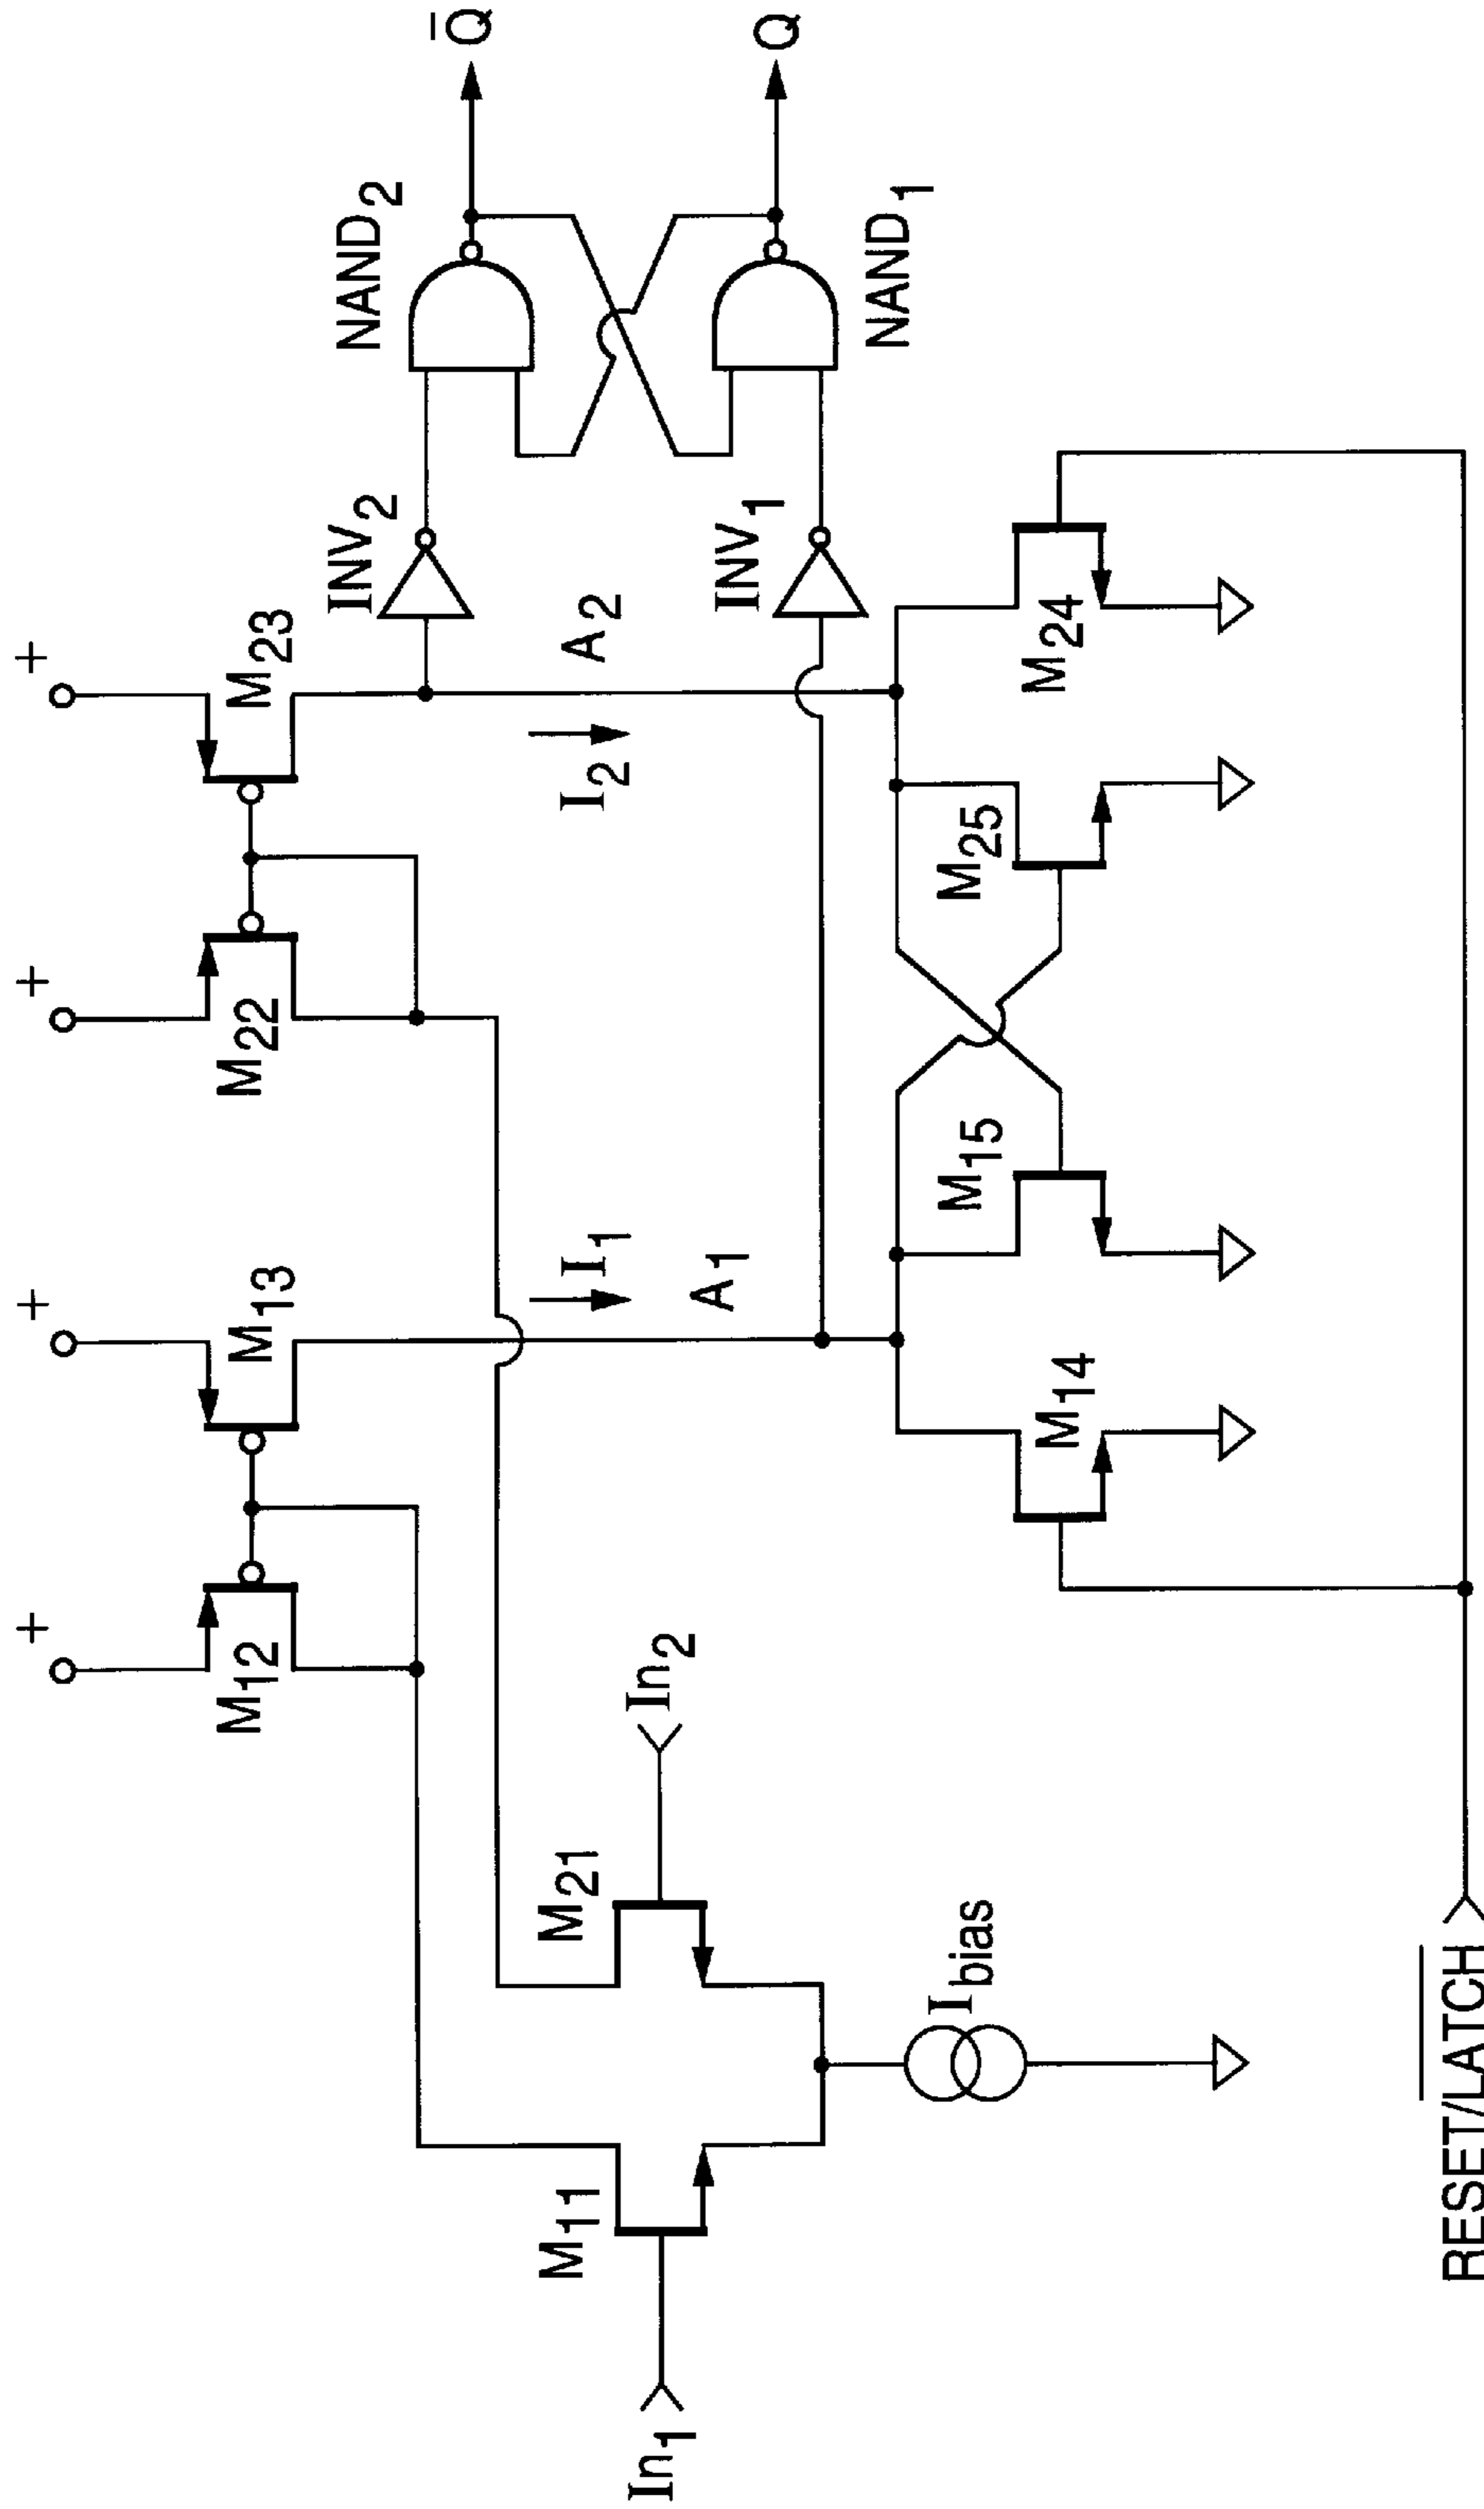 + + + +
M12 M13 M22 M23
INV2 NAND2 Q̅
M11 M21 In2 I1 I2 A2
In1 A1 INV1 Q
Ibias M15 M25 NAND1
M14 M24
RESET/L̅A̅T̅C̅H̅